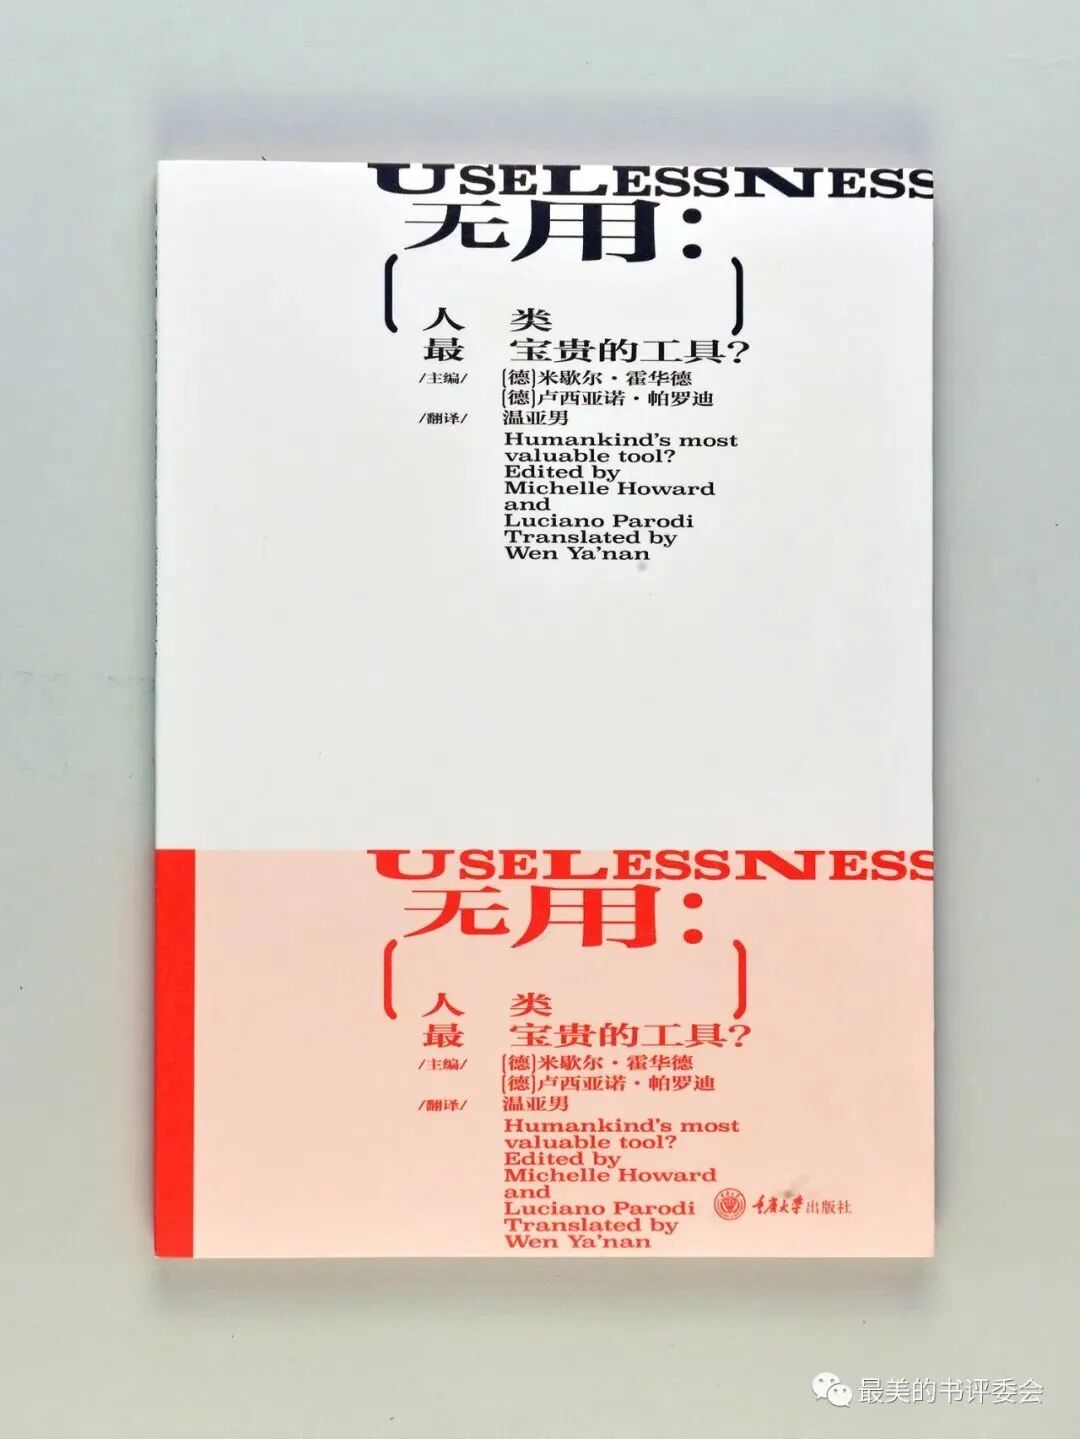 USELESSNESS
无用：
人 类
最 宝贵的工具？
/主编/ [德]米歇尔·霍华德
[德]卢西亚诺·帕罗迪
/翻译/ 温亚男
Humankind's most
valuable tool?
Edited by
Michelle Howard
and
Luciano Parodi
Translated by
Wen Ya'nan
USELESSNESS
无用：
人 类
最 宝贵的工具？
/主编/ [德]米歇尔·霍华德
[德]卢西亚诺·帕罗迪
/翻译/ 温亚男
Humankind's most
valuable tool?
Edited by
Michelle Howard
and
Luciano Parodi
Translated by
Wen Ya'nan
重庆大学出版社
最美的书评委会